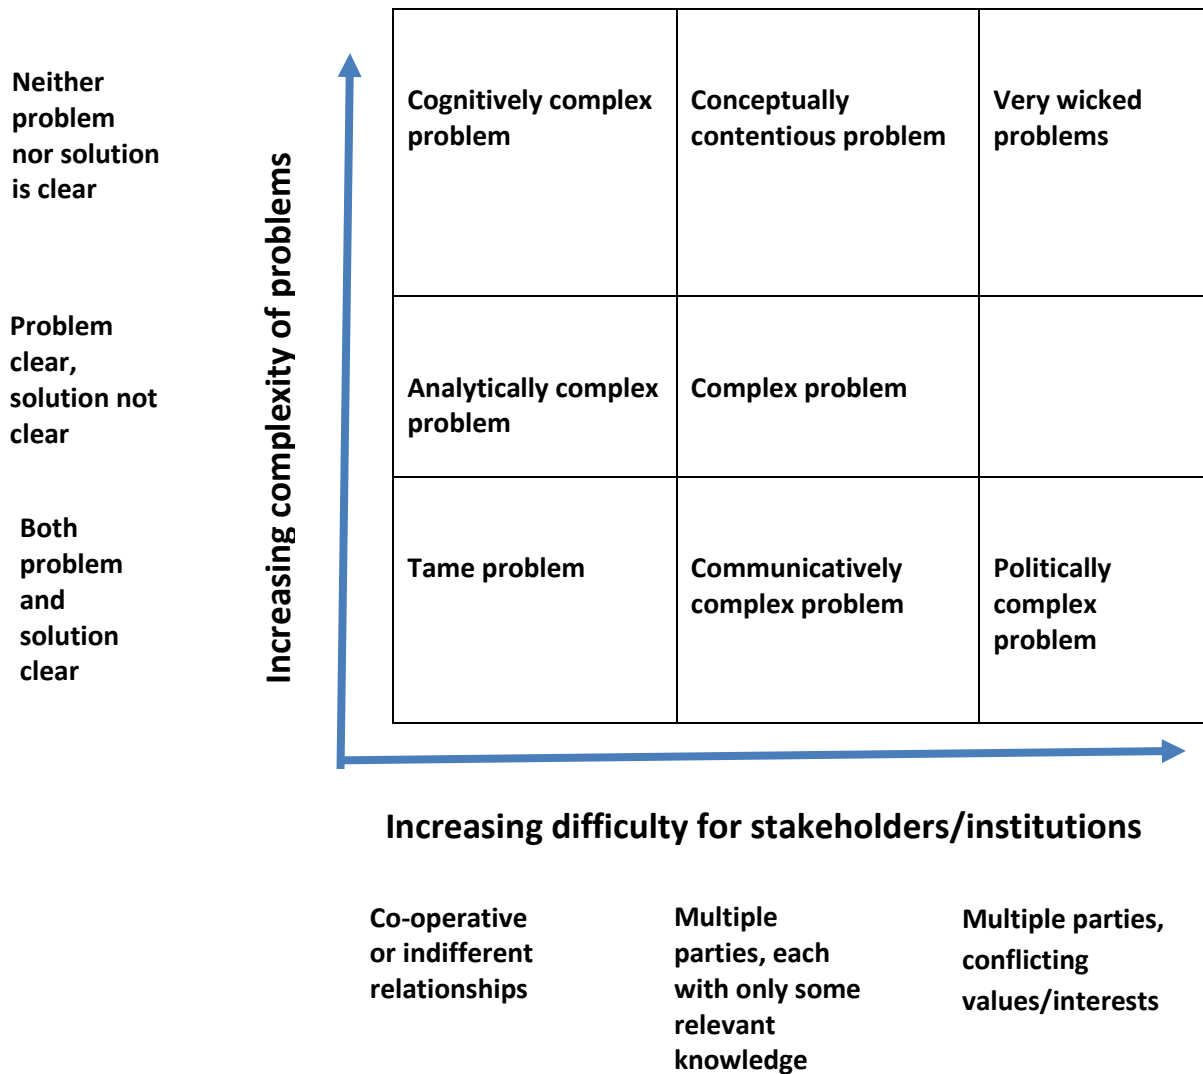 Neither
problem
nor solution
is clear
Problem
clear,
solution not
clear
Both
problem
and
solution
clear
Increasing complexity of problems
Cognitively complex
problem
Conceptually
contentious problem
Very wicked
problems
Analytically complex
problem
Complex problem
Tame problem
Communicatively
complex problem
Politically
complex
problem
Increasing difficulty for stakeholders/institutions
Co-operative
or indifferent
relationships
Multiple
parties, each
with only some
relevant
knowledge
Multiple parties,
conflicting
values/interests